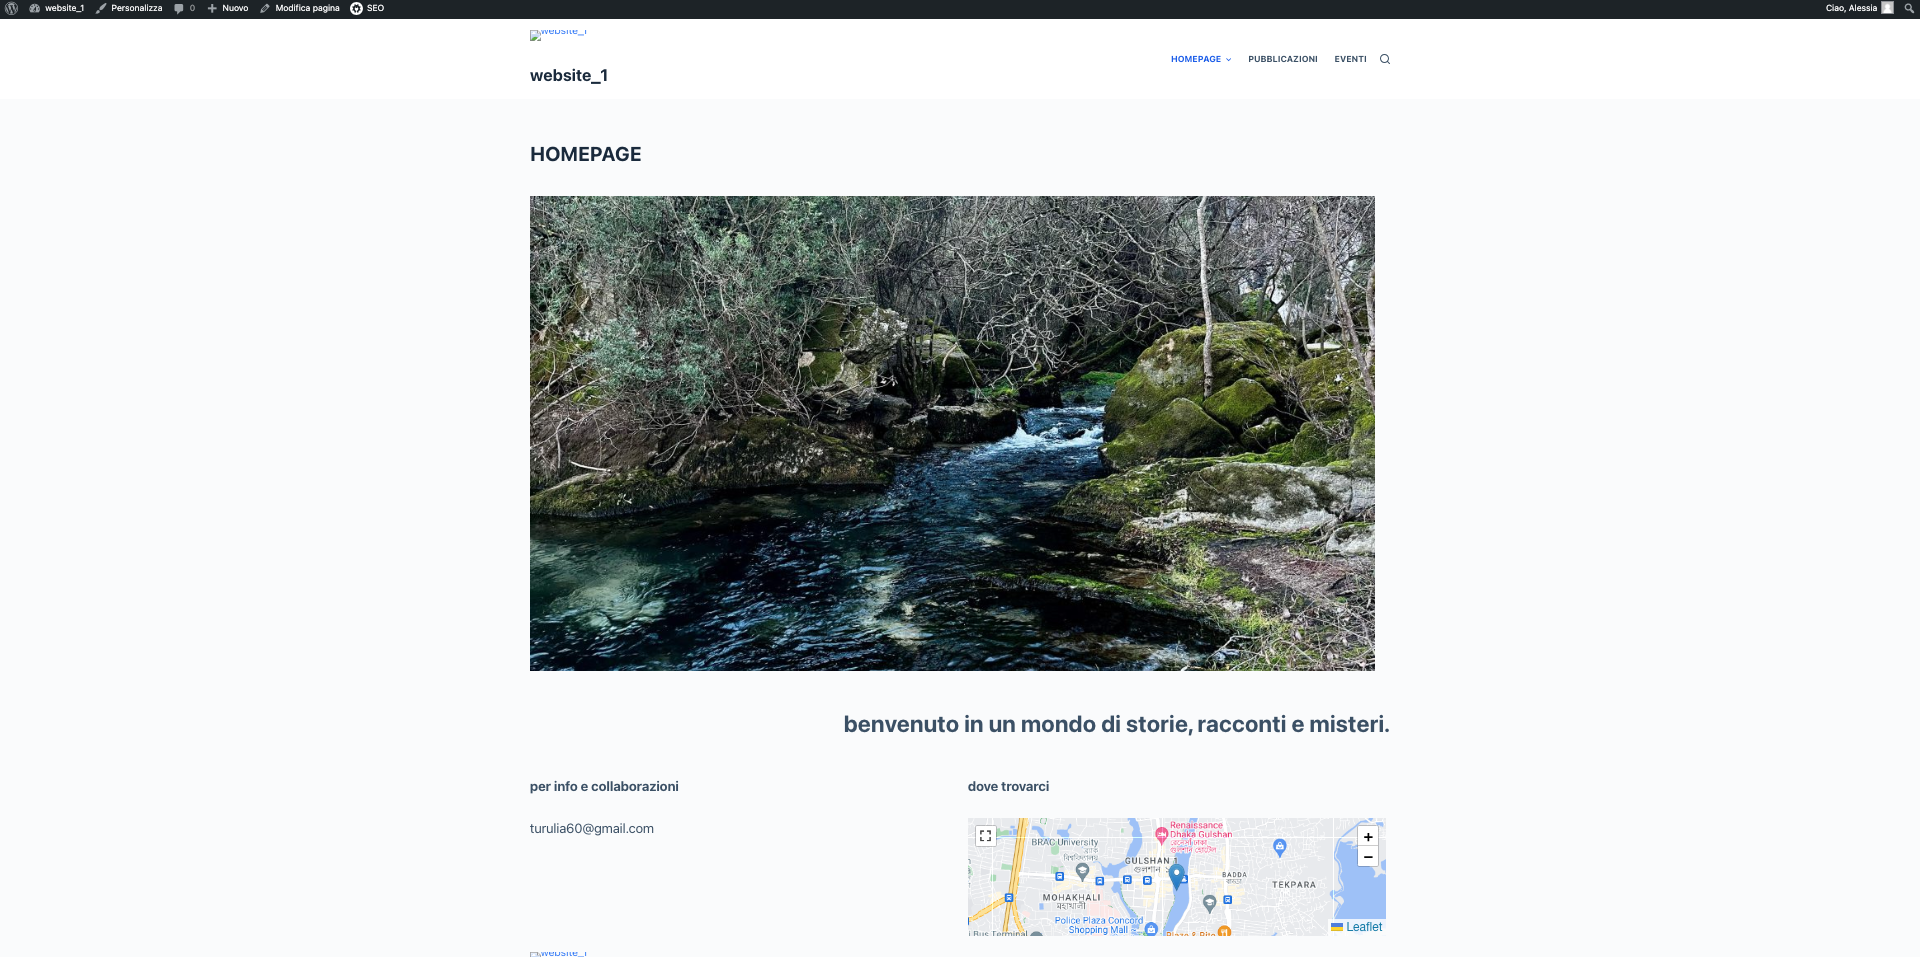 website_1 Personalizza 0 Nuovo Modifica pagina SEO Ciao, Alessia
website_1
website_1
HOMEPAGE PUBBLICAZIONI EVENTI
HOMEPAGE
benvenuto in un mondo di storie, racconti e misteri.
per info e collaborazioni
turulia60@gmail.com
dove trovarci
Renaissance
Dhaka Gulshan
BRAC University
GULSHAN 1
BADDA
TEKPARA
MOHAKHALI
মহাখালী
Police Plaza Concord
Shopping Mall
Bus Terminal
+
−
Leaflet
website_1